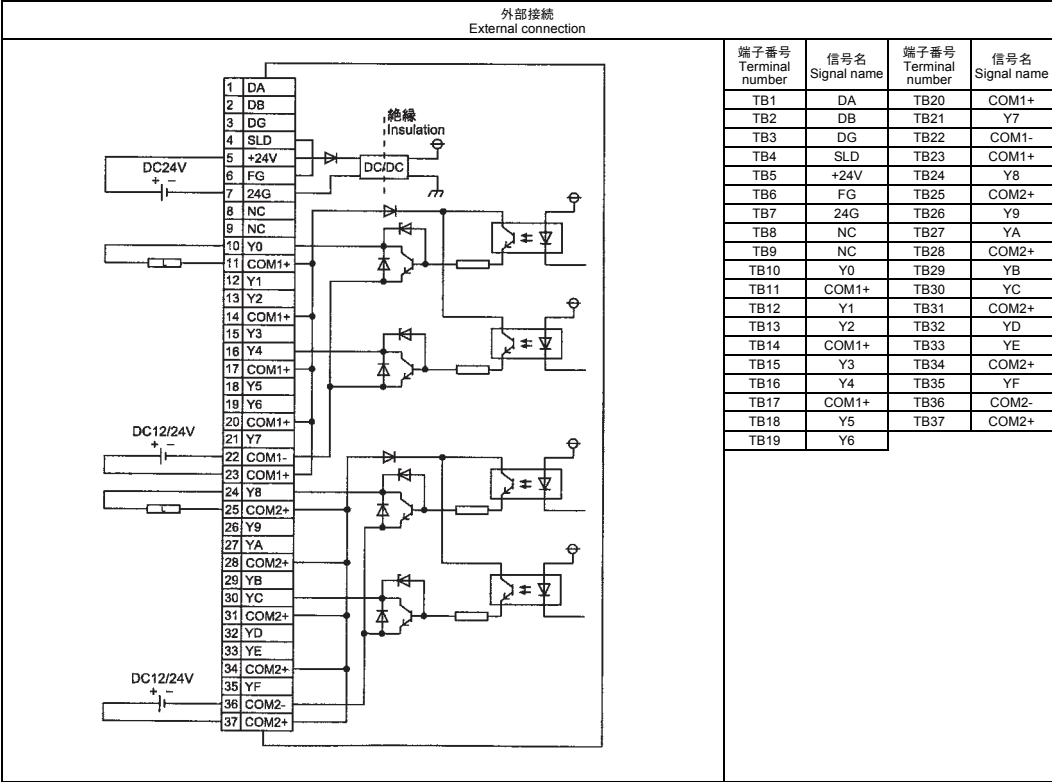 外部接続
External connection
1 DA
2 DB
3 DG
4 SLD
5 +24V
6 FG
7 24G
8 NC
9 NC
10 Y0
11 COM1+
12 Y1
13 Y2
14 COM1+
15 Y3
16 Y4
17 COM1+
18 Y5
19 Y6
20 COM1+
21 Y7
22 COM1-
23 COM1+
24 Y8
25 COM2+
26 Y9
27 YA
28 COM2+
29 YB
30 YC
31 COM2+
32 YD
33 YE
34 COM2+
35 YF
36 COM2-
37 COM2+
DC24V
+ −
L
DC12/24V
+ −
L
DC12/24V
+ −
絶縁
Insulation
DC/DC
端子番号
Terminal
number
信号名
Signal name
端子番号
Terminal
number
信号名
Signal name
TB1 DA TB20 COM1+
TB2 DB TB21 Y7
TB3 DG TB22 COM1-
TB4 SLD TB23 COM1+
TB5 +24V TB24 Y8
TB6 FG TB25 COM2+
TB7 24G TB26 Y9
TB8 NC TB27 YA
TB9 NC TB28 COM2+
TB10 Y0 TB29 YB
TB11 COM1+ TB30 YC
TB12 Y1 TB31 COM2+
TB13 Y2 TB32 YD
TB14 COM1+ TB33 YE
TB15 Y3 TB34 COM2+
TB16 Y4 TB35 YF
TB17 COM1+ TB36 COM2-
TB18 Y5 TB37 COM2+
TB19 Y6